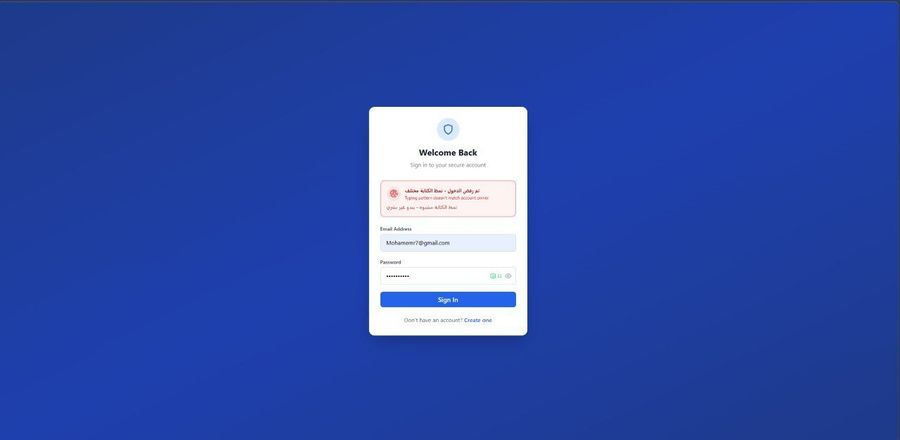 Welcome Back
Sign in to your secure account
تم رفض الدخول - نمط الكتابة مختلف
Typing pattern doesn't match account owner
نمط الكتابة مشبوه - يبدو غير بشري
Email Address
Mohamemr7@gmail.com
Password
Sign In
Don't have an account? Create one